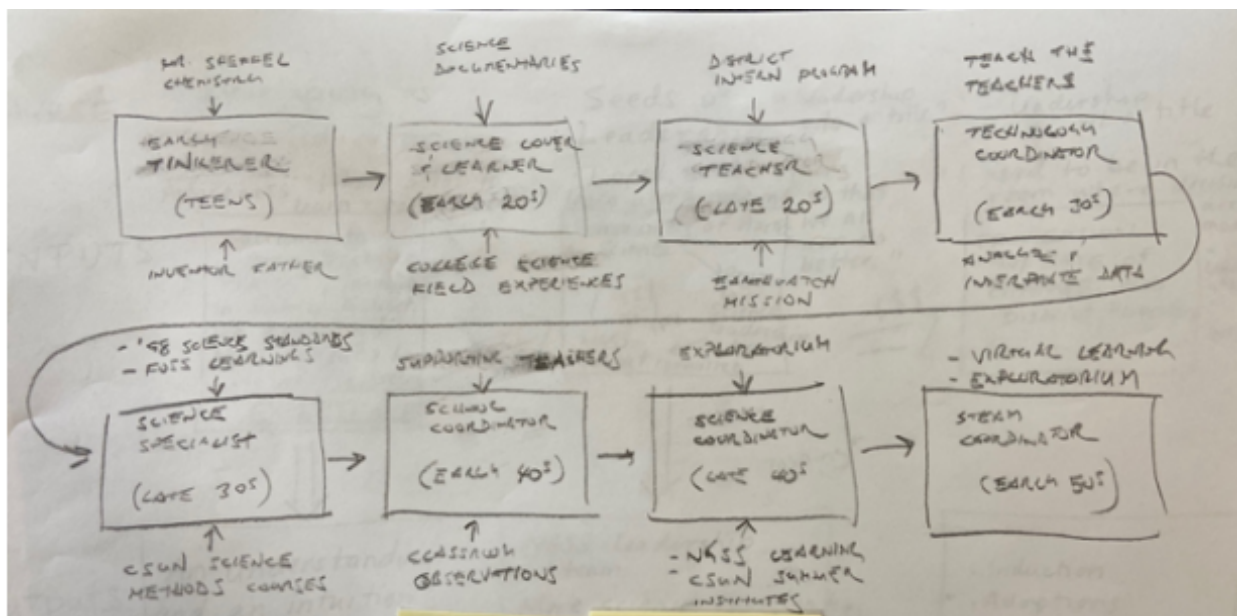 MR. SPENGEL
CHEMISTRY
SCIENCE
DOCUMENTARIES
DISTRICT
INTERN PROGRAM
TEACH THE
TEACHERS
EARLY
TINKERER
(TEENS)
SCIENCE LOVER
& LEARNER
(EARLY 20S)
SCIENCE
TEACHER
(LATE 20S)
TECHNOLOGY
COORDINATOR
(EARLY 30S)
INVENTOR FATHER
COLLEGE SCIENCE
FIELD EXPERIENCES
EARTHWATCH
MISSION
ANALYZE &
INTERPRET DATA
- '98 SCIENCE STANDARDS
- FOSS LEARNINGS
SUPPORTING TEACHERS
EXPLORATORIUM
- VIRTUAL LEARNING
- EXPLORATORIUM
SCIENCE
SPECIALIST
(LATE 30S)
SCHOOL
COORDINATOR
(EARLY 40S)
SCIENCE
COORDINATOR
(LATE 40S)
STEAM
COORDINATOR
(EARLY 50S)
CSUN SCIENCE
METHODS COURSES
CLASSROOM
OBSERVATIONS
- NGSS LEARNING
- CSUN SUMMER
INSTITUTES